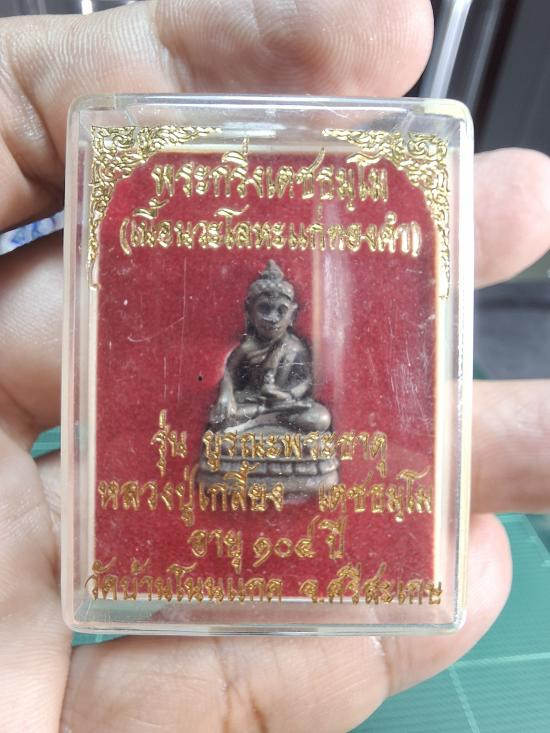 พระกริ่งเตชธมฺโม
(เนื้อนวะโลหะแก่ทองคำ)
รุ่น บูรณะพระธาตุ
หลวงปู่เกลี้ยง เตชธมฺโม
อายุ ๑๐๔ ปี
วัดบ้านโนนแกด จ.ศรีสะเกษ